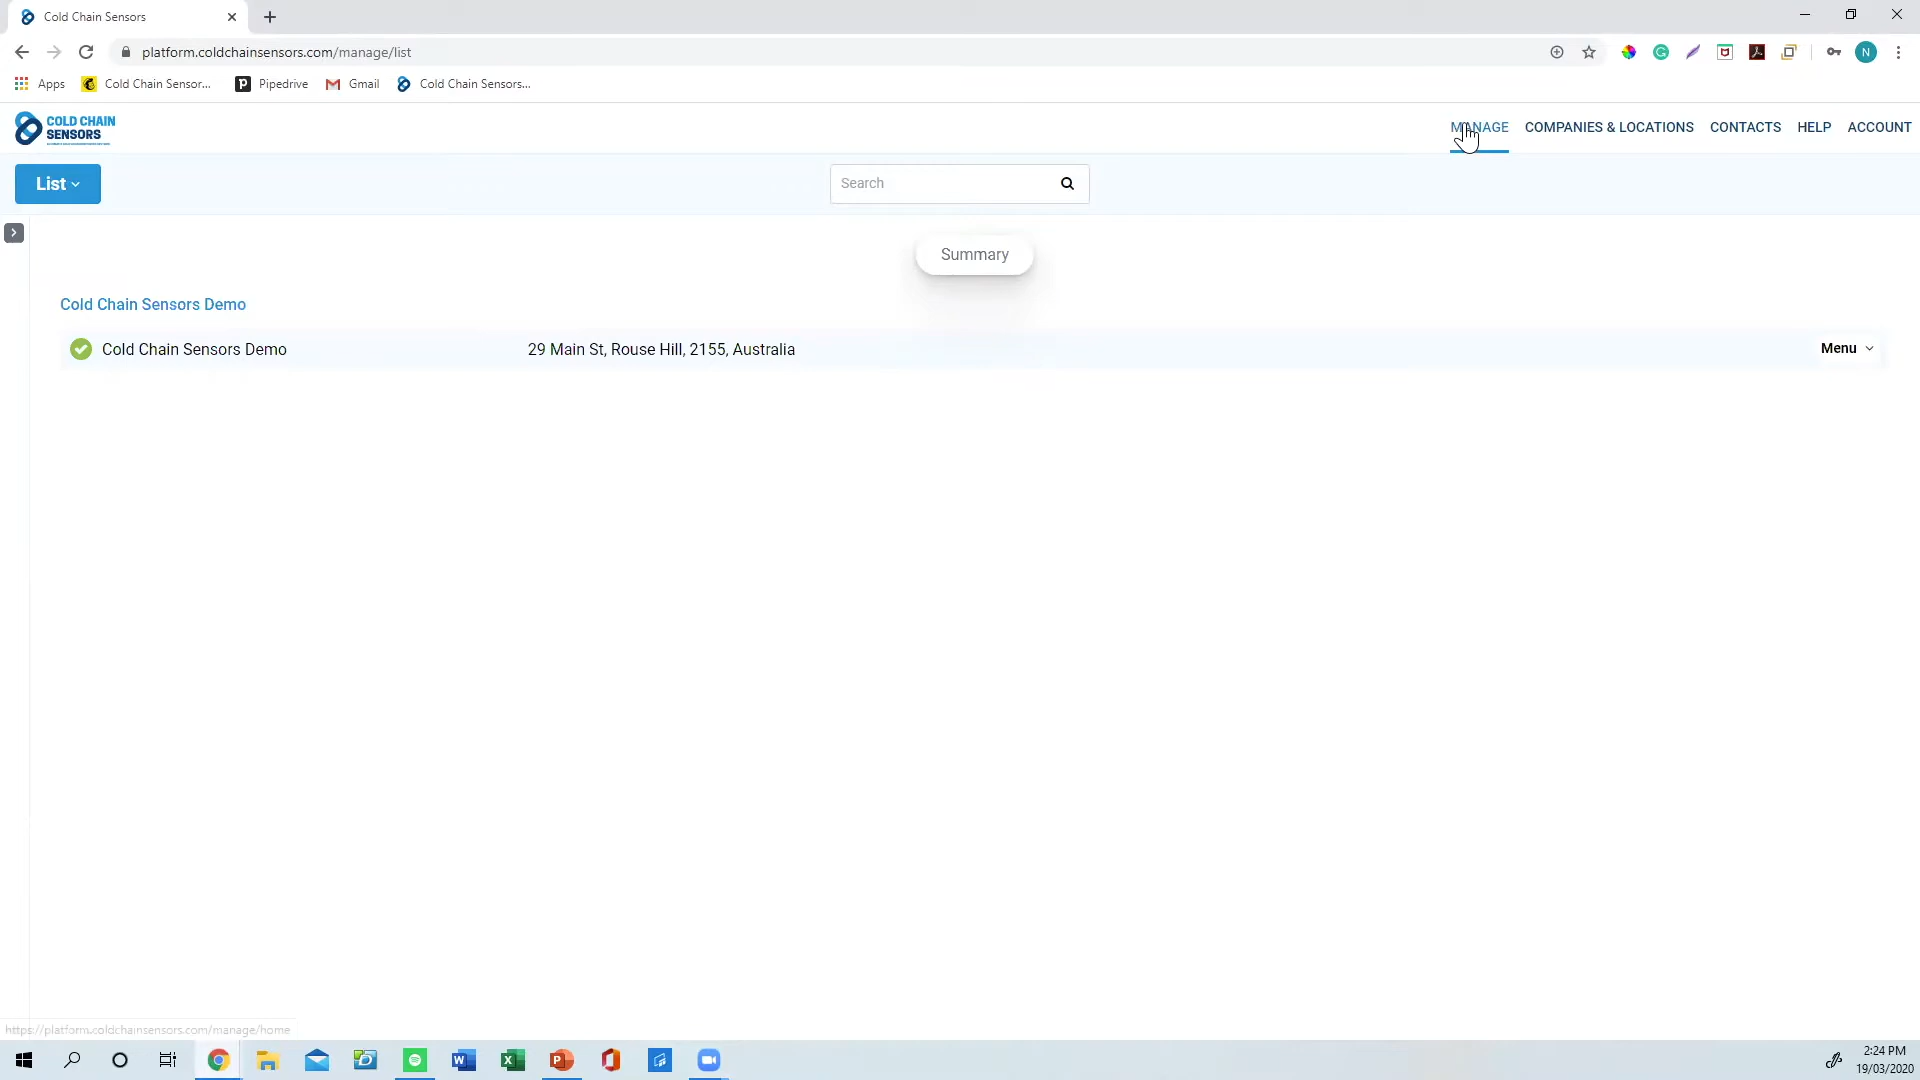 Cold Chain Sensors
platform.coldchainsensors.com/manage/list
N
Apps
Cold Chain Sensor...
Pipedrive
Gmail
Cold Chain Sensors...
COLD CHAIN
SENSORS
MANAGE
COMPANIES & LOCATIONS
CONTACTS
HELP
ACCOUNT
List
Search
Summary
Cold Chain Sensors Demo
Cold Chain Sensors Demo
29 Main St, Rouse Hill, 2155, Australia
Menu
https://platform.coldchainsensors.com/manage/home
2:24 PM
19/03/2020